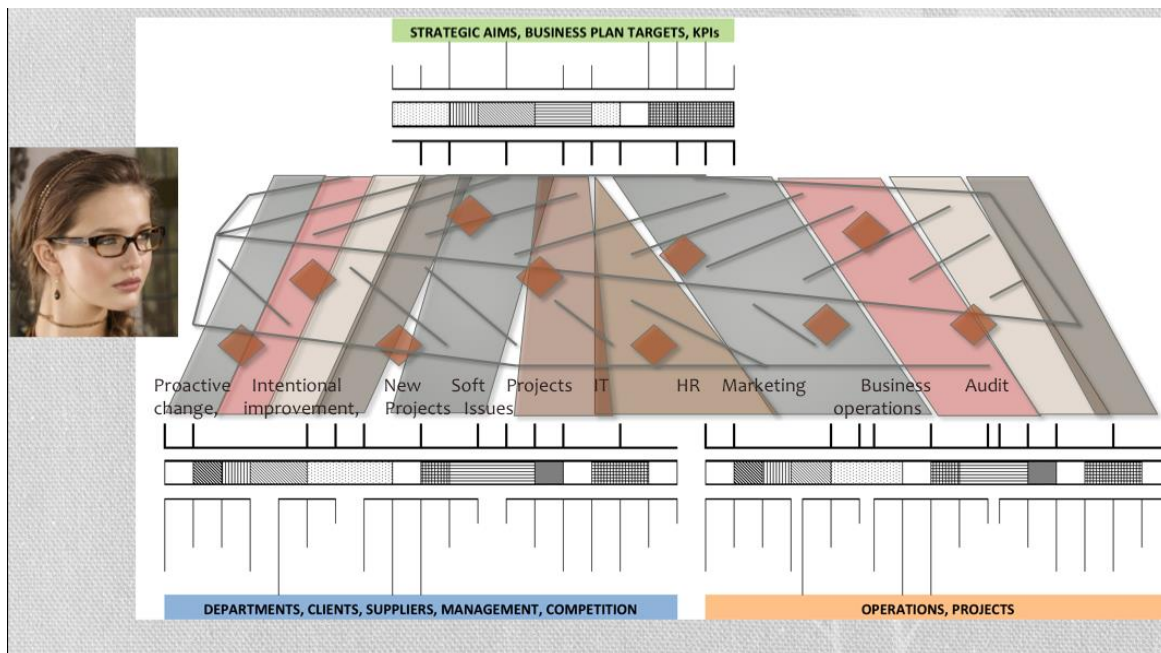 STRATEGIC AIMS, BUSINESS PLAN TARGETS, KPIs
Proactive Intentional New Soft Projects IT HR Marketing Business Audit
change, improvement, Projects Issues operations
DEPARTMENTS, CLIENTS, SUPPLIERS, MANAGEMENT, COMPETITION
OPERATIONS, PROJECTS